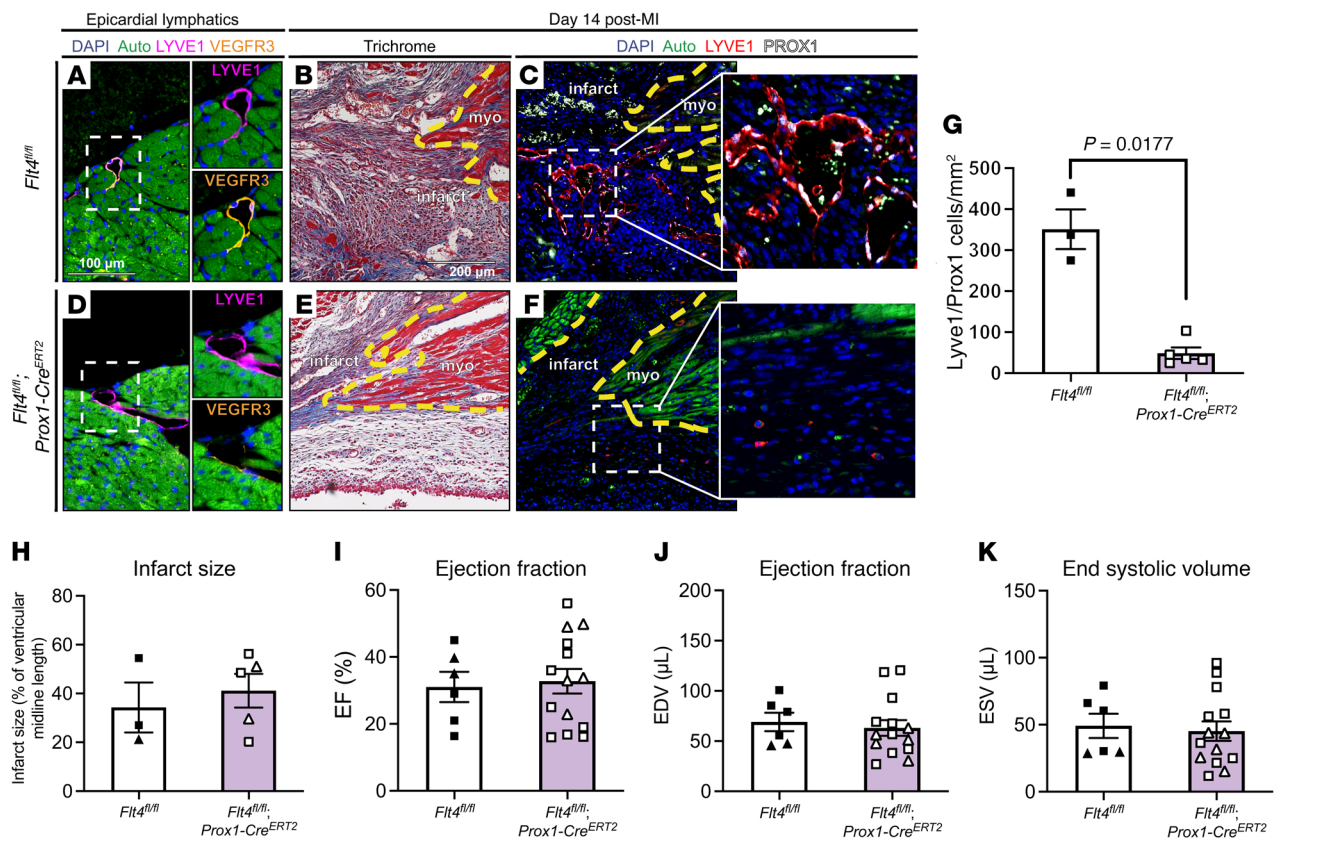 Epicardial lymphatics
Day 14 post-MI
DAPI Auto LYVE1 VEGFR3
Trichrome
DAPI Auto LYVE1 PROX1
Flt4fl/fl
A
LYVE1
VEGFR3
100 μm
B
myo
infarct
200 μm
C
infarct
myo
Flt4fl/fl;
Prox1-CreERT2
D
LYVE1
VEGFR3
E
infarct
myo
F
infarct
myo
G
P = 0.0177
Lyve1/Prox1 cells/mm2
500
400
300
200
100
0
Flt4fl/fl
Flt4fl/fl;
Prox1-CreERT2
H
Infarct size
Infarct size (% of ventricular
midline length)
80
60
40
20
0
Flt4fl/fl
Flt4fl/fl;
Prox1-CreERT2
I
Ejection fraction
EF (%)
60
40
20
0
Flt4fl/fl
Flt4fl/fl;
Prox1-CreERT2
J
Ejection fraction
EDV (μL)
200
150
100
50
0
Flt4fl/fl
Flt4fl/fl;
Prox1-CreERT2
K
End systolic volume
ESV (μL)
150
100
50
0
Flt4fl/fl
Flt4fl/fl;
Prox1-CreERT2